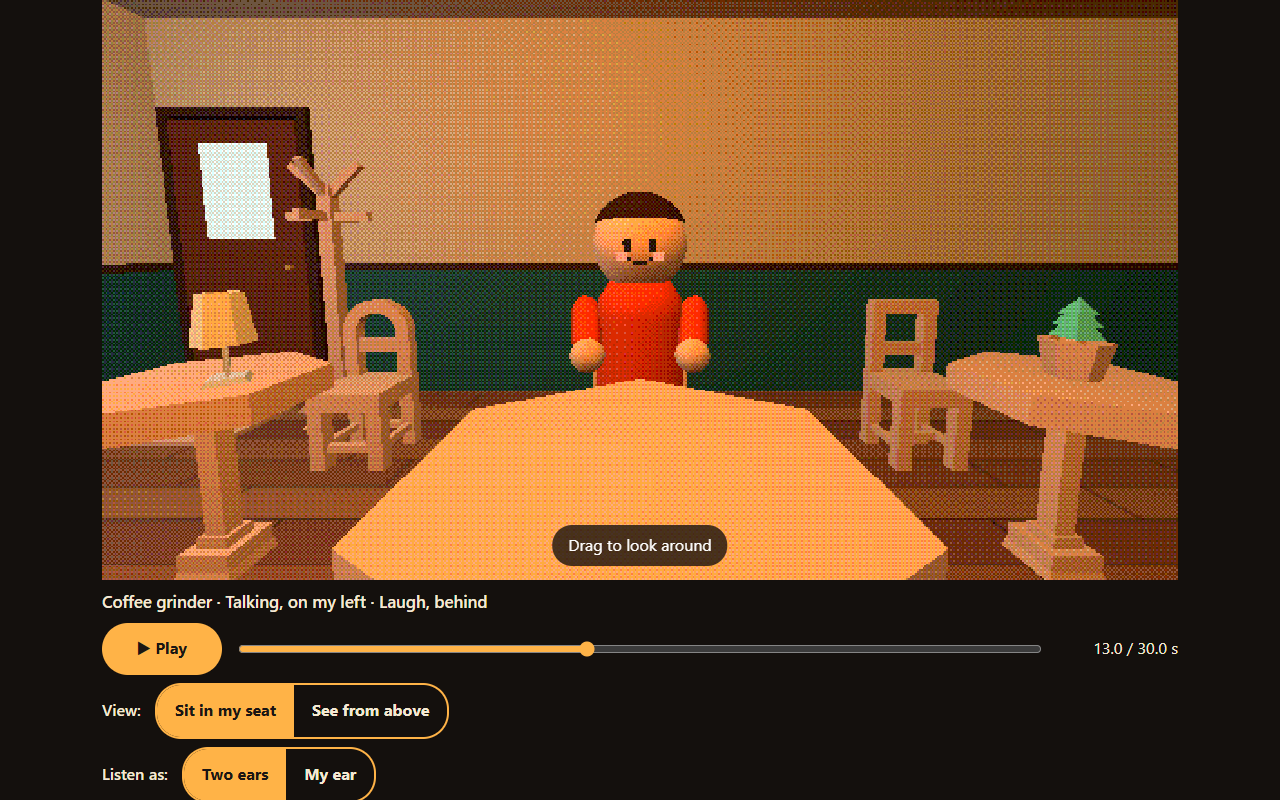 Drag to look around
Coffee grinder · Talking, on my left · Laugh, behind
▶ Play
13.0 / 30.0 s
View: Sit in my seat See from above
Listen as: Two ears My ear